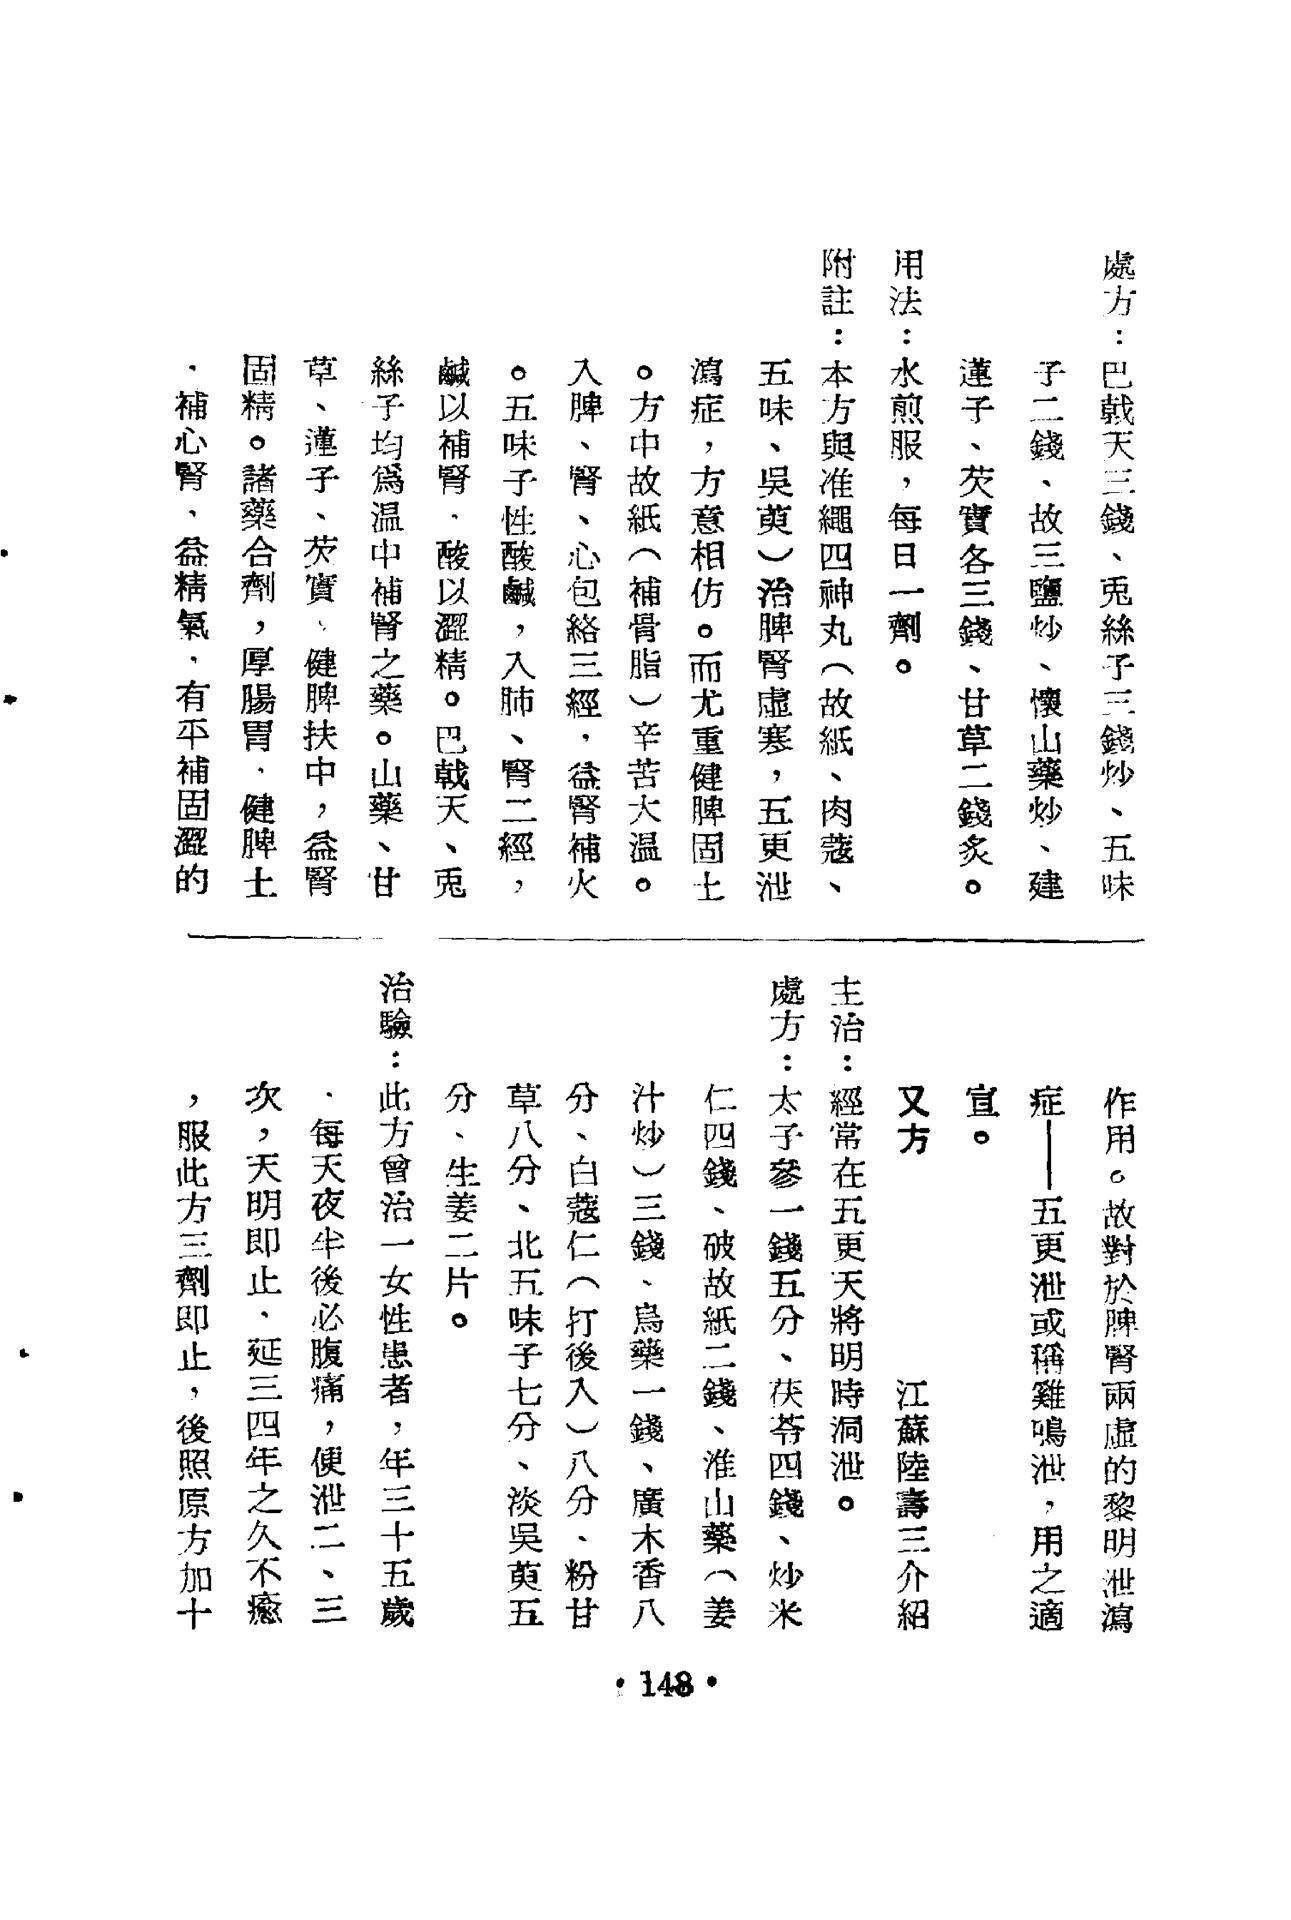 處方：巴戟天三錢、兎絲子三錢炒、五味
子二錢、故三鹽炒、懷山藥炒、建
蓮子、芡實各三錢、甘草二錢炙。
用法：水煎服，每日一劑。
附註：本方與准繩四神丸（故紙、肉蔻、
五味、吳萸）治脾腎虛寒，五更泄
瀉症，方意相仿。而尤重健脾固土
。方中故紙（補骨脂）辛苦大温。
入脾、腎、心包絡三經，益腎補火
。五味子性酸鹹，入肺、腎二經，
鹹以補腎，酸以澀精。巴戟天、兎
絲子均爲温中補腎之藥。山藥、甘
草、蓮子、芡實、健脾扶中，益腎
固精。諸藥合劑，厚腸胃，健脾土
，補心腎、益精氣，有平補固澀的
作用。故對於脾腎兩虛的黎明泄瀉
症——五更泄或稱雞鳴泄，用之適
宜。
又方　江蘇陸壽三介紹
主治：經常在五更天將明時洞泄。
處方：太子參一錢五分、茯苓四錢、炒米
仁四錢、破故紙二錢、淮山藥（姜
汁炒）三錢、烏藥一錢、廣木香八
分、白蔻仁（打後入）八分、粉甘
草八分、北五味子七分、淡吳萸五
分、生姜二片。
治驗：此方曾治一女性患者，年三十五歲
，每天夜半後必腹痛，便泄二、三
次，天明即止，延三四年之久不癒
，服此方三劑即止，後照原方加十
• 148 •